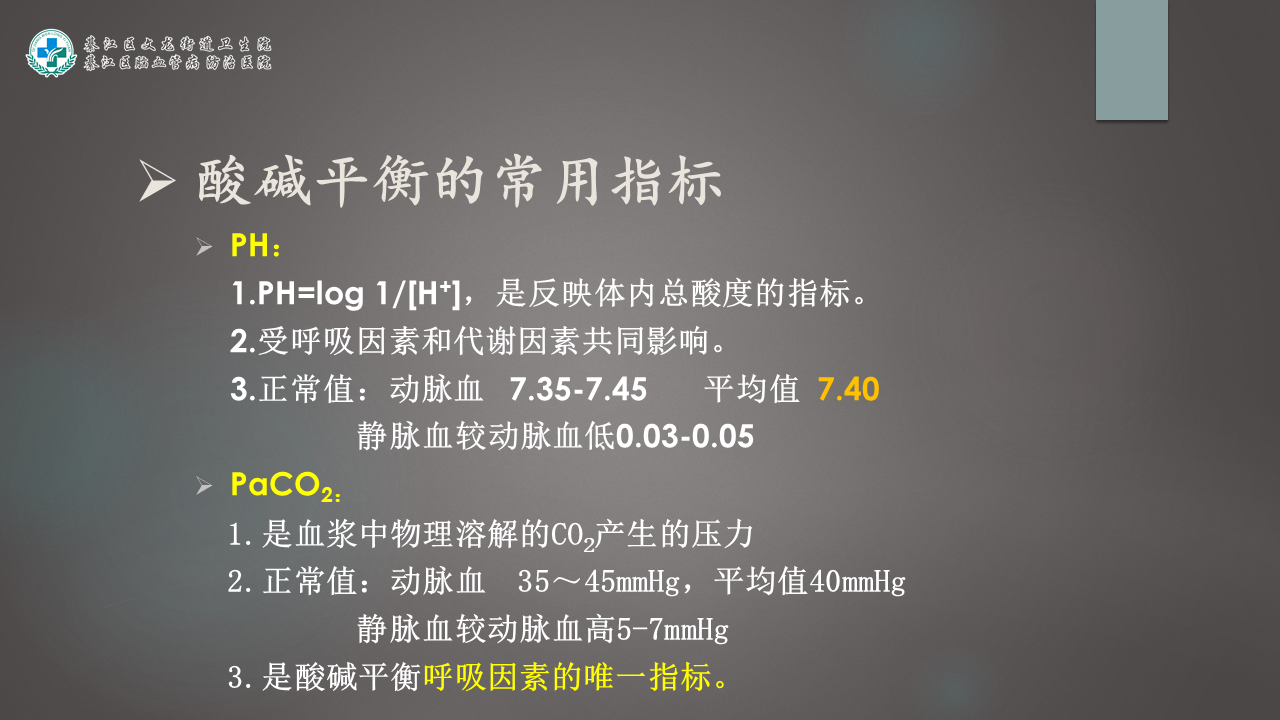 綦江区文龙街道卫生院
綦江区脑血管病防治医院
酸碱平衡的常用指标
PH：
1.PH=log 1/[H⁺]，是反映体内总酸度的指标。
2.受呼吸因素和代谢因素共同影响。
3.正常值：动脉血 7.35-7.45 平均值 7.40
静脉血较动脉血低0.03-0.05
PaCO₂：
1.是血浆中物理溶解的CO₂产生的压力
2.正常值：动脉血 35～45mmHg，平均值40mmHg
静脉血较动脉血高5-7mmHg
3.是酸碱平衡呼吸因素的唯一指标。